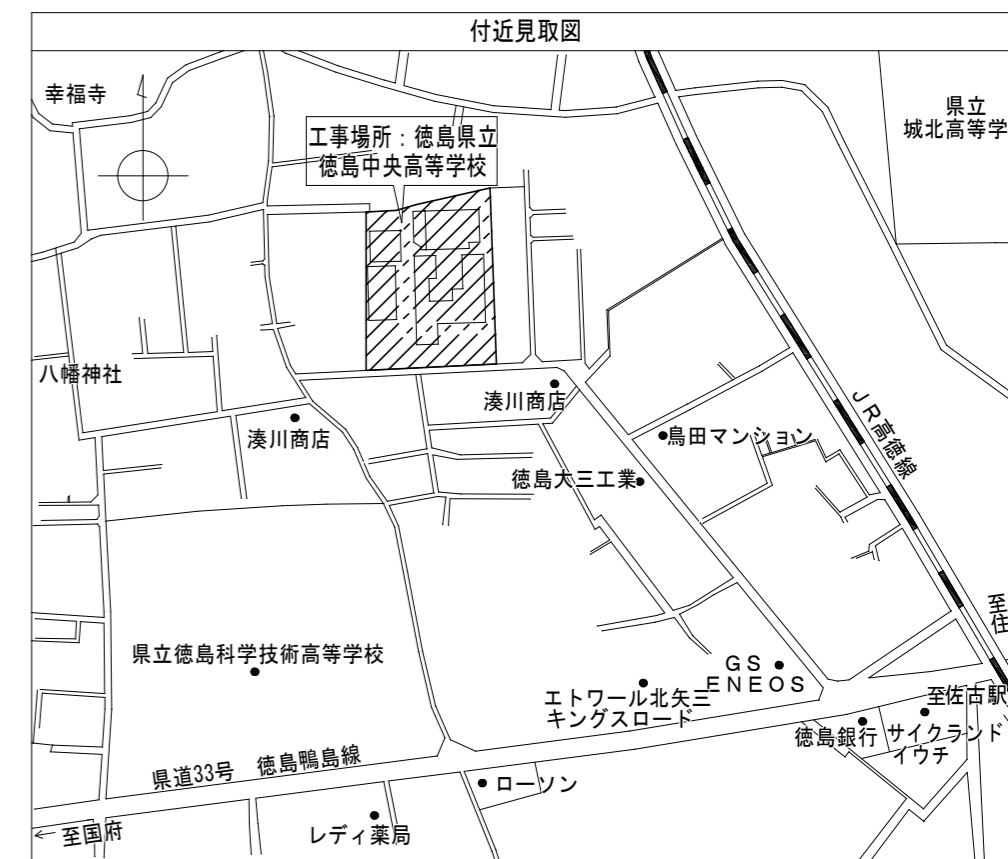 付近見取図
幸福寺
県立
城北高等学
工事場所：徳島県立
徳島中央高等学校
八幡神社
湊川商店
湊川商店
鳥田マンション
JR高徳線
徳島大三工業
至
住
県立徳島科学技術高等学校
GS
ENEOS
エトワール北矢三
キングスロード
至佐古駅
徳島銀行
サイクランド
イウチ
県道33号 徳島鴨島線
ローソン
レディ薬局
至国府